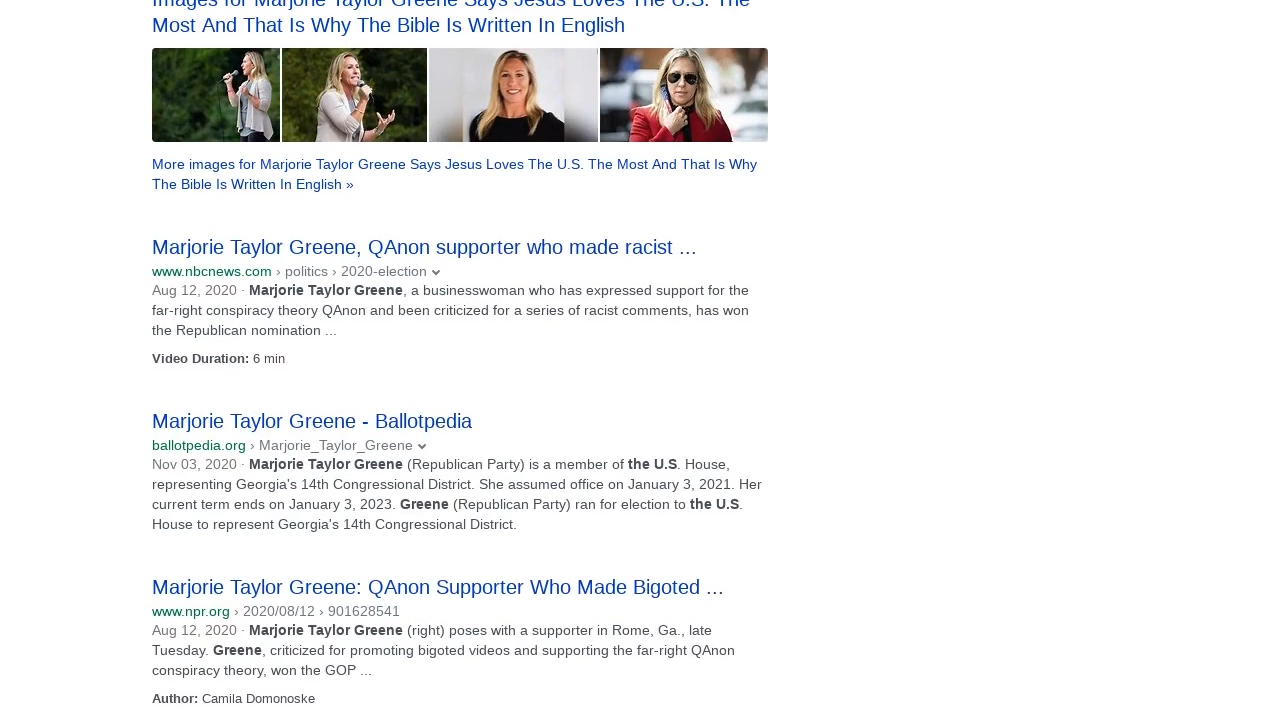 Images for Marjorie Taylor Greene Says Jesus Loves The U.S. The
Most And That Is Why The Bible Is Written In English
More images for Marjorie Taylor Greene Says Jesus Loves The U.S. The Most And That Is Why
The Bible Is Written In English »
Marjorie Taylor Greene, QAnon supporter who made racist ...
www.nbcnews.com › politics › 2020-election
Aug 12, 2020 · Marjorie Taylor Greene, a businesswoman who has expressed support for the
far-right conspiracy theory QAnon and been criticized for a series of racist comments, has won
the Republican nomination ...
Video Duration: 6 min
Marjorie Taylor Greene - Ballotpedia
ballotpedia.org › Marjorie_Taylor_Greene
Nov 03, 2020 · Marjorie Taylor Greene (Republican Party) is a member of the U.S. House,
representing Georgia's 14th Congressional District. She assumed office on January 3, 2021. Her
current term ends on January 3, 2023. Greene (Republican Party) ran for election to the U.S.
House to represent Georgia's 14th Congressional District.
Marjorie Taylor Greene: QAnon Supporter Who Made Bigoted ...
www.npr.org › 2020/08/12 › 901628541
Aug 12, 2020 · Marjorie Taylor Greene (right) poses with a supporter in Rome, Ga., late
Tuesday. Greene, criticized for promoting bigoted videos and supporting the far-right QAnon
conspiracy theory, won the GOP ...
Author: Camila Domonoske